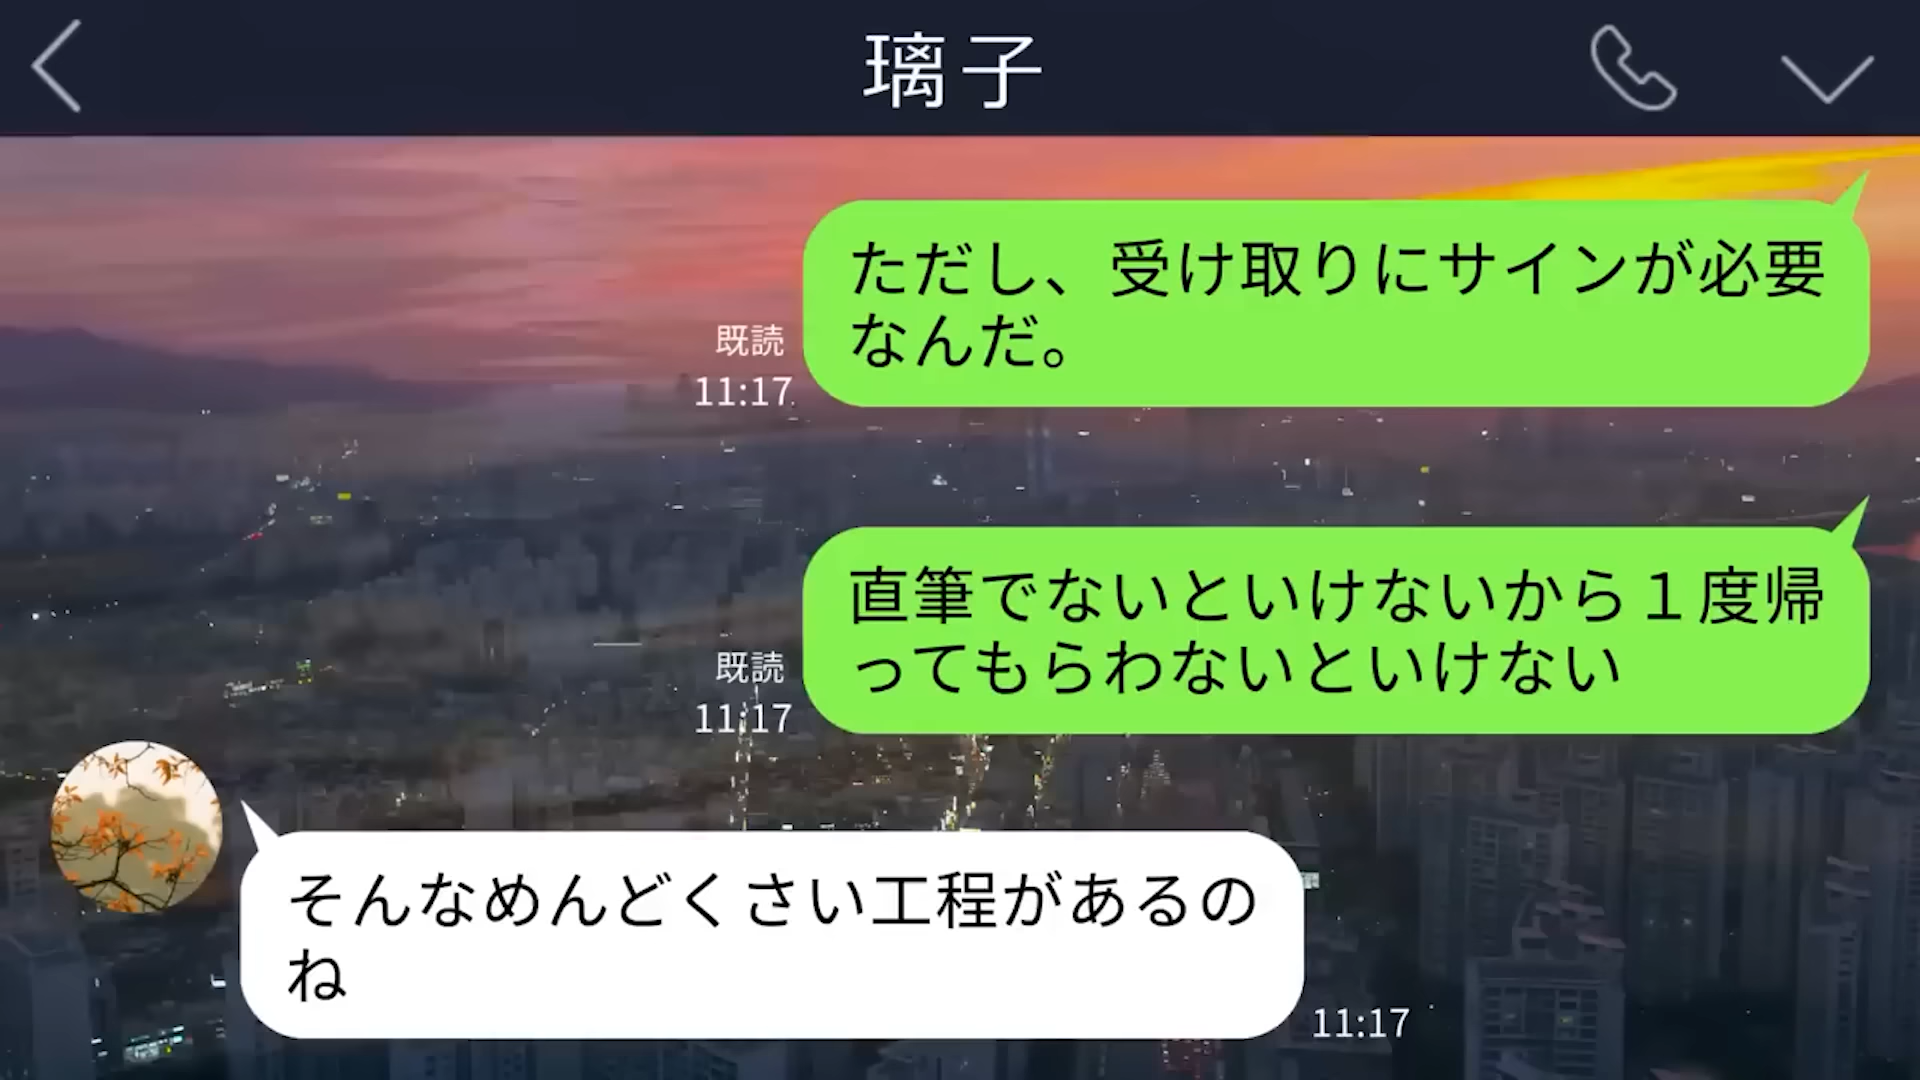 璃子
ただし、受け取りにサインが必要
なんだ。
既読
11:17
直筆でないといけないから１度帰
ってもらわないといけない
既読
11:17
そんなめんどくさい工程があるの
ね
11:17